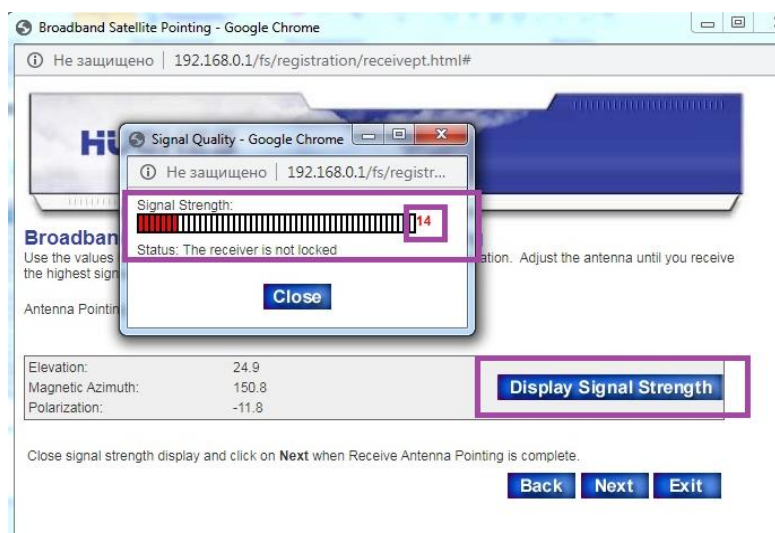 Broadband Satellite Pointing - Google Chrome
Не защищено | 192.168.0.1/fs/registration/receivept.html#
Signal Quality - Google Chrome
Не защищено | 192.168.0.1/fs/registr...
Signal Strength:
14
Status: The receiver is not locked
Close
Broadban
Use the values ation. Adjust the antenna until you receive
the highest sign
Antenna Pointin
Elevation: 24.9
Magnetic Azimuth: 150.8
Polarization: -11.8
Display Signal Strength
Close signal strength display and click on Next when Receive Antenna Pointing is complete.
Back Next Exit